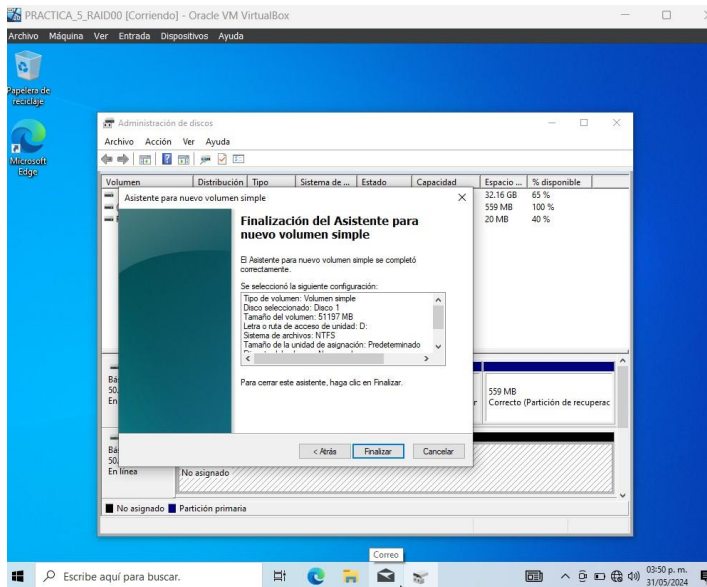 PRACTICA_5_RAID00 [Corriendo] - Oracle VM VirtualBox
Archivo Máquina Ver Entrada Dispositivos Ayuda
Papelera de
reciclaje
Microsoft
Edge
Administración de discos
Archivo Acción Ver Ayuda
Volumen Distribución Tipo Sistema de ... Estado Capacidad Espacio ... % disponible
32.16 GB 65 %
559 MB 100 %
20 MB 40 %
Asistente para nuevo volumen simple
Finalización del Asistente para
nuevo volumen simple
El Asistente para nuevo volumen simple se completó
correctamente.
Se seleccionó la siguiente configuración:
Tipo de volumen: Volumen simple
Disco seleccionado: Disco 1
Tamaño del volumen: 51197 MB
Letra o ruta de acceso de unidad: D:
Sistema de archivos: NTFS
Tamaño de la unidad de asignación: Predeterminado
Para cerrar este asistente, haga clic en Finalizar.
< Atrás Finalizar Cancelar
Bá
50,
En
559 MB
Correcto (Partición de recuperac
Bá
50,
En línea
No asignado
No asignado Partición primaria
Correo
Escribe aquí para buscar.
03:50 p. m.
31/05/2024